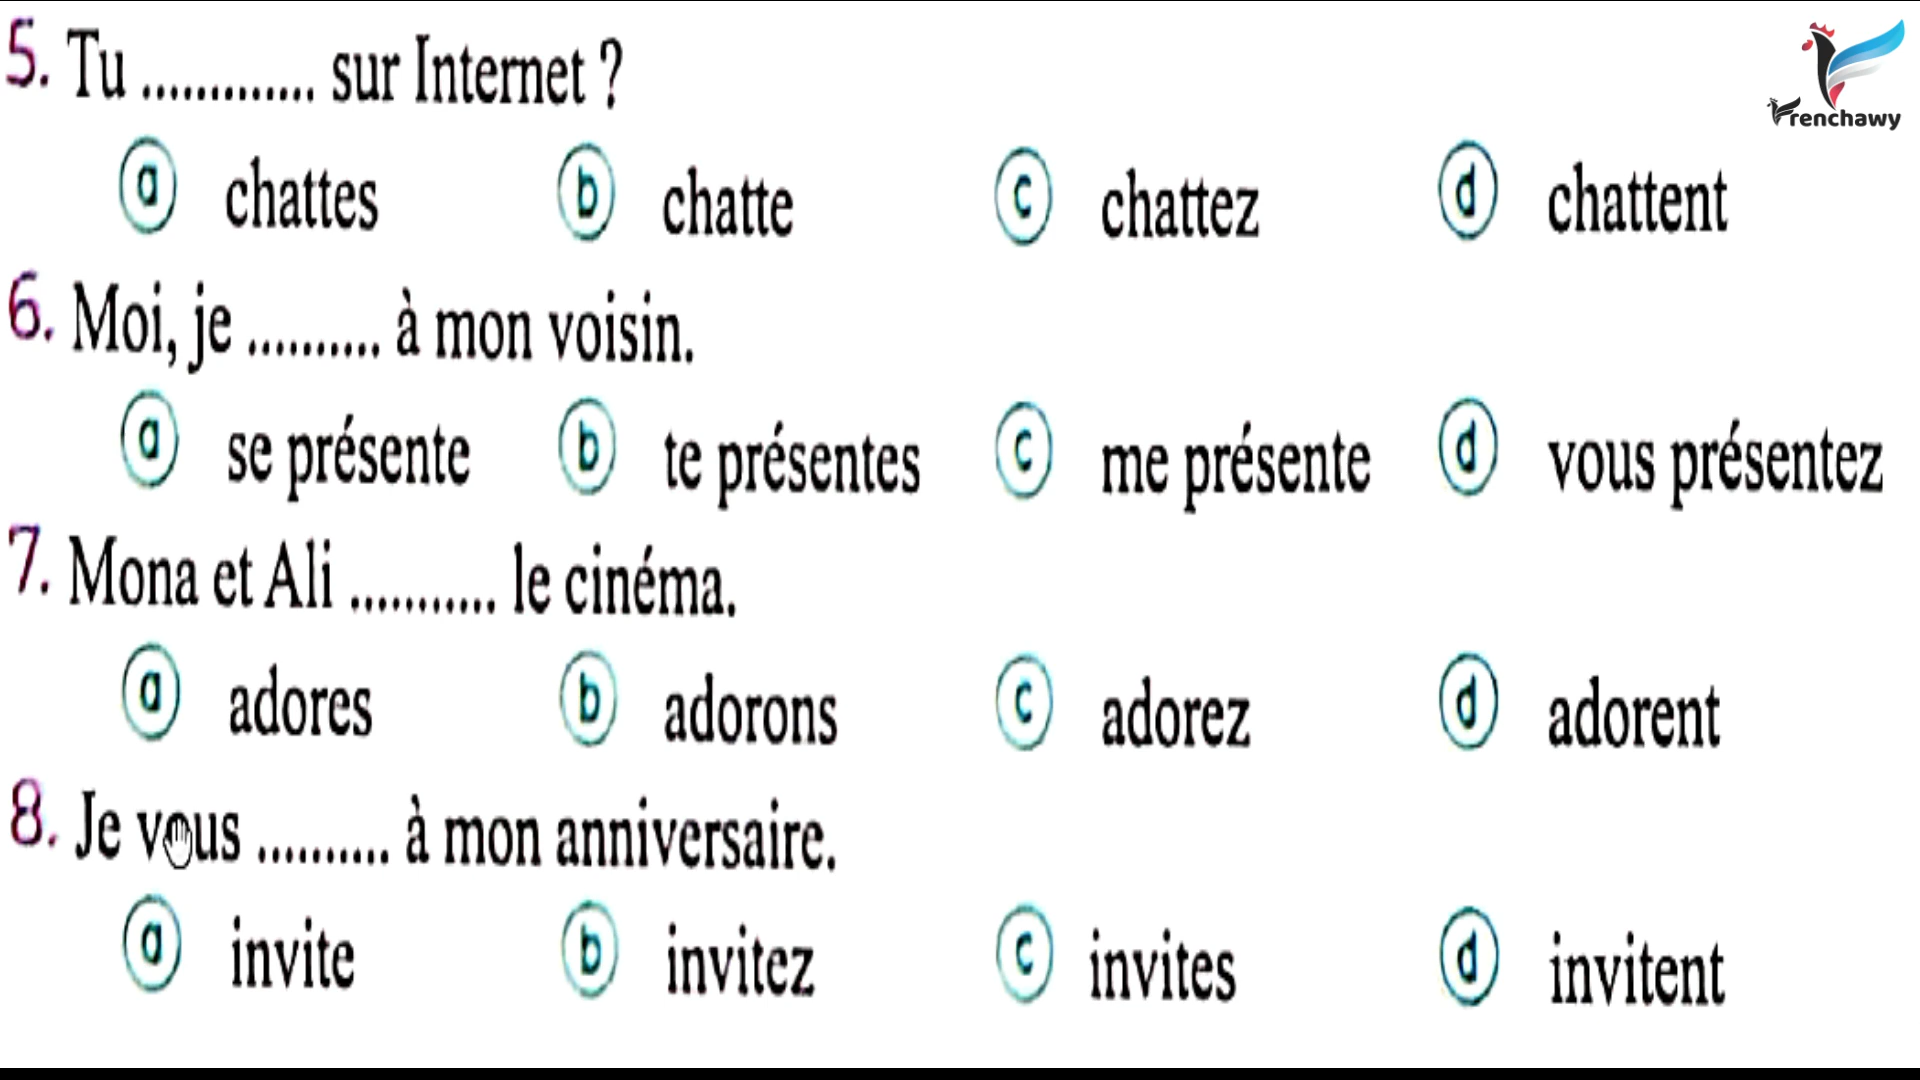 5. Tu ............. sur Internet ?
Frenchawy
a chattes b chatte c chattez d chattent
6. Moi, je .......... à mon voisin.
a se présente b te présentes c me présente d vous présentez
7. Mona et Ali ........... le cinéma.
a adores b adorons c adorez d adorent
8. Je vous .......... à mon anniversaire.
a invite b invitez c invites d invitent